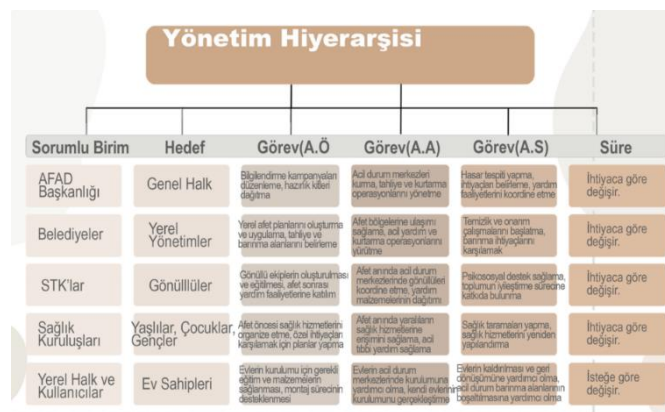 Yönetim Hiyerarşisi
Sorumlu Birim
Hedef
Görev(A.Ö
Görev(A.A)
Görev(A.S)
Süre
AFAD
Başkanlığı
Genel Halk
Bilgilendirme kampanyaları
düzenleme, hazırlık kitleri
dağıtma
Acil durum merkezleri
kurma, tahliye ve kurtarma
operasyonlarını yönetme
Hasar tespiti yapma,
ihtiyaçları belirleme, yardım
faaliyetlerini koordine etme
İhtiyaca göre
değişir.
Belediyeler
Yerel
Yönetimler
Yerel afet planlarını oluşturma
ve uygulama, tahliye ve
barınma alanlarını belirleme
Afet bölgelerine ulaşımı
sağlama, acil yardım ve
kurtarma operasyonlarını
yürütme
Temizlik ve onarım
çalışmalarını başlatma,
barınma ihtiyaçlarını
karşılamak
İhtiyaca göre
değişir.
STK'lar
Gönüllüler
Gönüllü ekiplerin oluşturulması
ve eğitilmesi, afet sonrası
yardım faaliyetlerine katılım
Afet anında acil durum
merkezlerinde gönüllüleri
koordine etme, yardım
malzemelerinin dağıtımı
Psikososyal destek sağlama,
toplumun iyileştirme sürecine
katkıda bulunma
İhtiyaca göre
değişir.
Sağlık
Kuruluşları
Yaşlılar, Çocuklar,
Gençler
Afet öncesi sağlık hizmetlerini
organize etme, özel ihtiyaçları
karşılamak için planlar yapma
Afet anında yaralıların
sağlık hizmetlerine
erişimini sağlama, acil
tıbbi yardım sağlama
Sağlık taramaları yapma,
sağlık hizmetlerini yeniden
yapılandırma
İhtiyaca göre
değişir.
Yerel Halk ve
Kullanıcılar
Ev Sahipleri
Evlerin kurulumu için gerekli
eğitim ve malzemelerin
sağlanması, montaj sürecinin
desteklenmesi
Evlerin acil durum
merkezlerinde kurulumuna
yardımcı olma, kendi evlerinin
kurulumunu gerçekleştirme
Evlerin kaldırılması ve geri
dönüşümüne yardımcı olma,
acil durum barınma alanlarının
boşaltılmasına yardımcı olma
İsteğe göre
değişir.